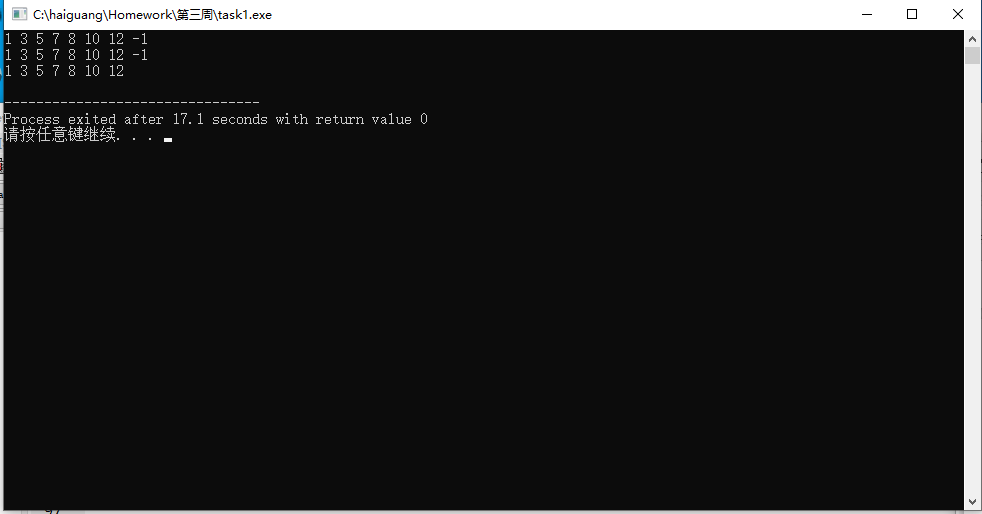 C:\haiguang\Homework\第三周\task1.exe
1 3 5 7 8 10 12 -1
1 3 5 7 8 10 12 -1
1 3 5 7 8 10 12
--------------------------------
Process exited after 17.1 seconds with return value 0
请按任意键继续. . .